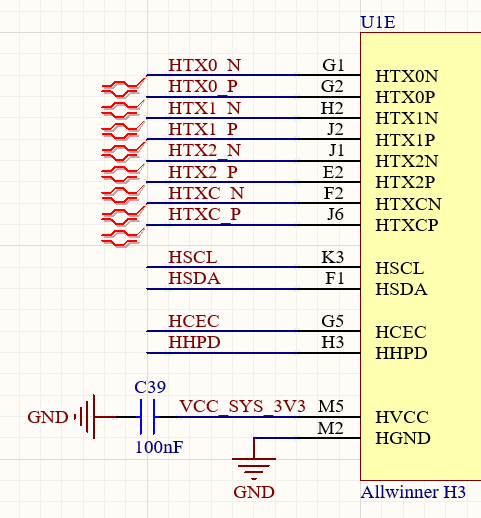 U1E
HTX0_N G1 HTX0N
HTX0_P G2 HTX0P
HTX1_N H2 HTX1N
HTX1_P J2 HTX1P
HTX2_N J1 HTX2N
HTX2_P E2 HTX2P
HTXC_N F2 HTXCN
HTXC_P J6 HTXCP
HSCL K3 HSCL
HSDA F1 HSDA
HCEC G5 HCEC
HHPD H3 HHPD
C39
GND VCC_SYS_3V3 M5 HVCC
100nF M2 HGND
GND Allwinner H3